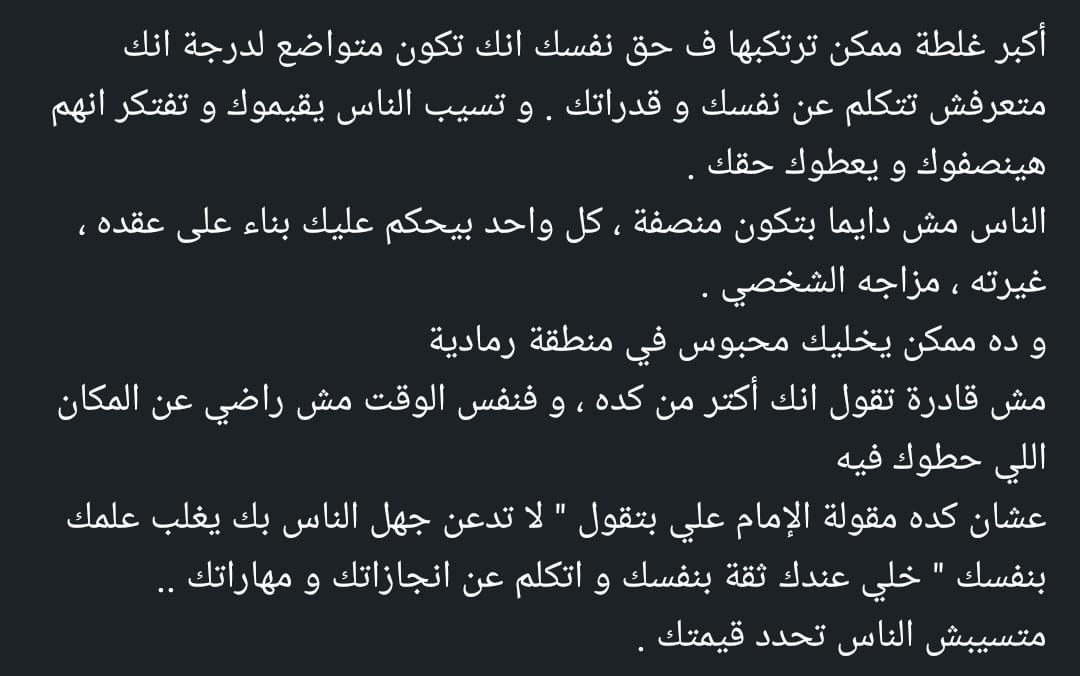 أكبر غلطة ممكن ترتكبها ف حق نفسك انك تكون متواضع لدرجة انك
متعرفش تتكلم عن نفسك و قدراتك . و تسيب الناس يقيموك و تفتكر انهم
هينصفوك و يعطوك حقك .
الناس مش دايما بتكون منصفة ، كل واحد بيحكم عليك بناء على عقده ،
غيرته ، مزاجه الشخصي .
و ده ممكن يخليك محبوس في منطقة رمادية
مش قادرة تقول انك أكتر من كده ، و فنفس الوقت مش راضي عن المكان
اللي حطوك فيه
عشان كده مقولة الإمام علي بتقول " لا تدعن جهل الناس بك يغلب علمك
بنفسك " خلي عندك ثقة بنفسك و اتكلم عن انجازاتك و مهاراتك ..
متسيبش الناس تحدد قيمتك .